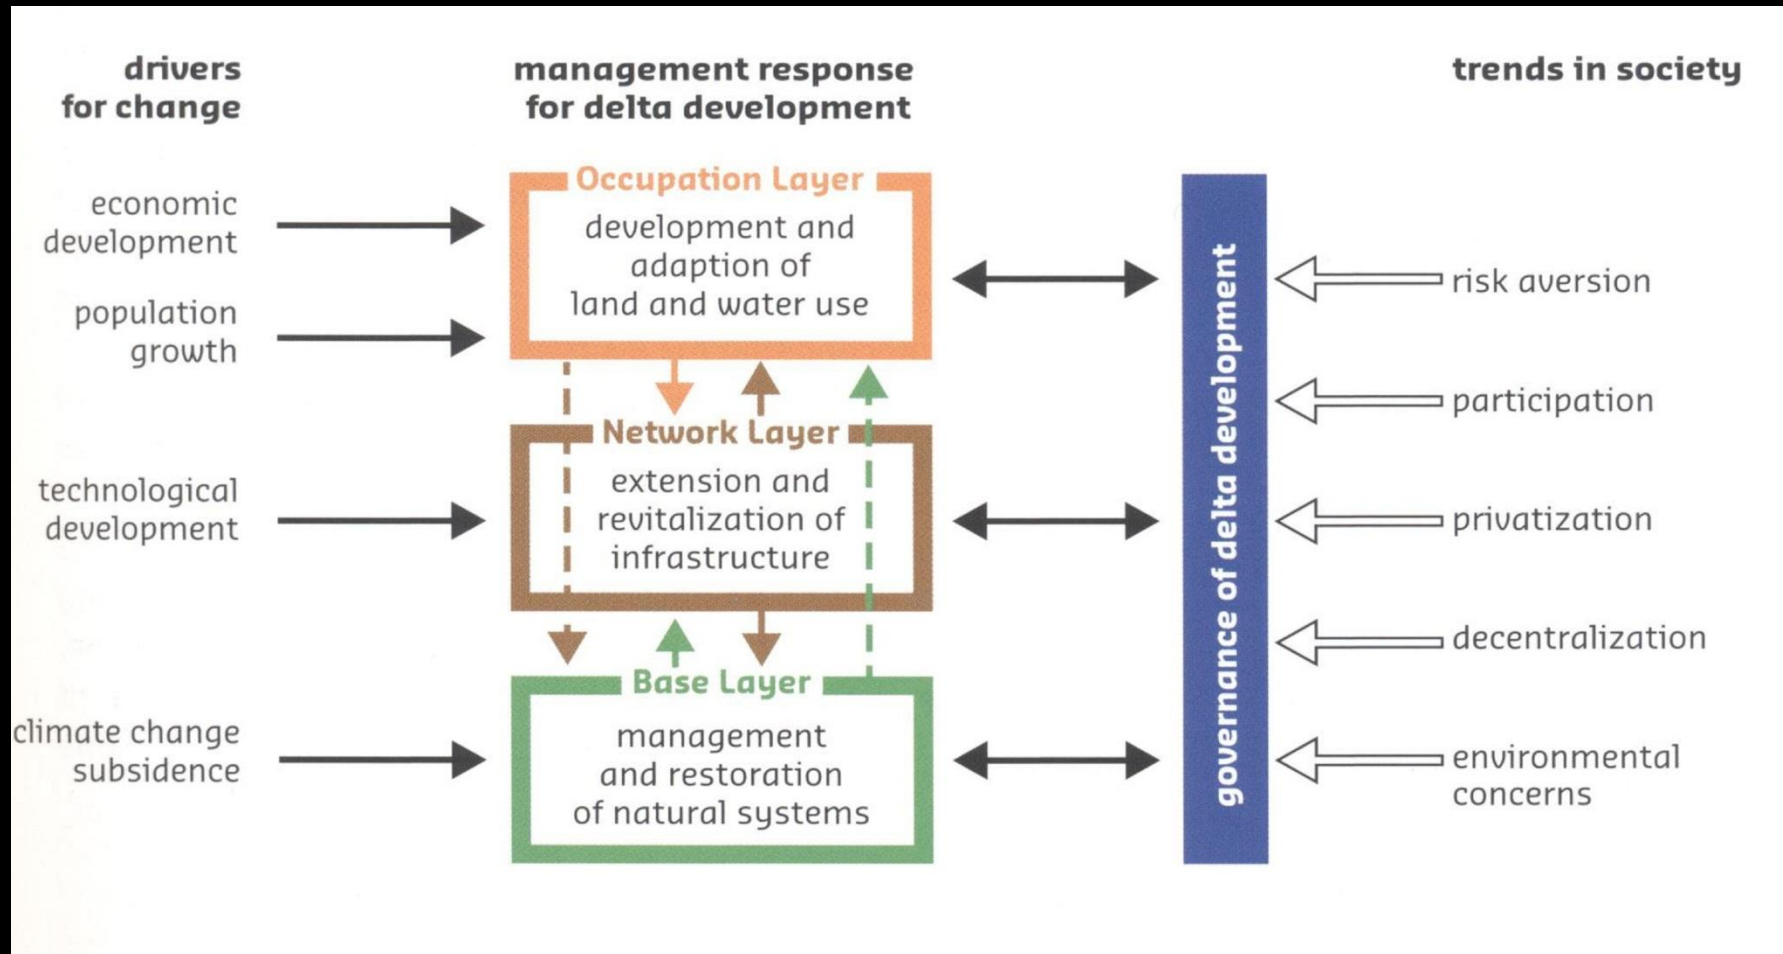 drivers
for change
management response
for delta development
trends in society
economic
development
population
growth
technological
development
climate change
subsidence
Occupation Layer
development and
adaption of
land and water use
Network Layer
extension and
revitalization of
infrastructure
Base Layer
management
and restoration
of natural systems
governance of delta development
risk aversion
participation
privatization
decentralization
environmental
concerns